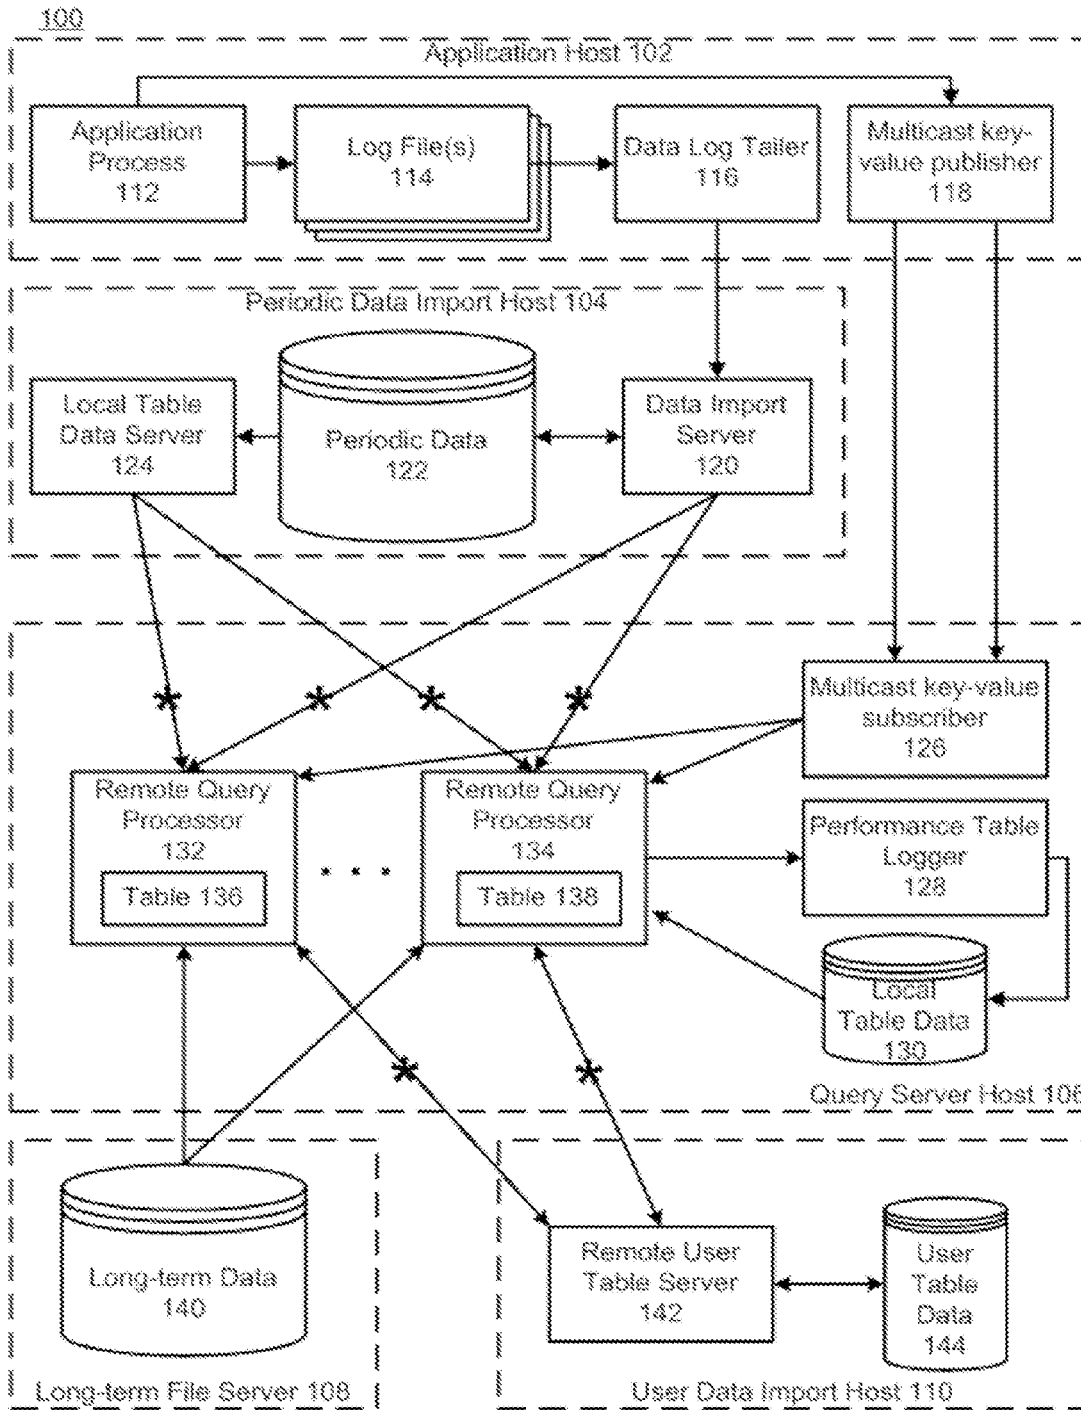 100
Application Host 102
Application
Process
112
Log File(s)
114
Data Log Tailer
116
Multicast key-
value publisher
118
Periodic Data Import Host 104
Local Table
Data Server
124
Periodic Data
122
Data Import
Server
120
Multicast key-value
subscriber
126
Remote Query
Processor
132
Table 136
. . .
Remote Query
Processor
134
Table 138
Performance Table
Logger
128
Local
Table Data
130
Query Server Host 106
Long-term Data
140
Long-term File Server 108
Remote User
Table Server
142
User
Table
Data
144
User Data Import Host 110